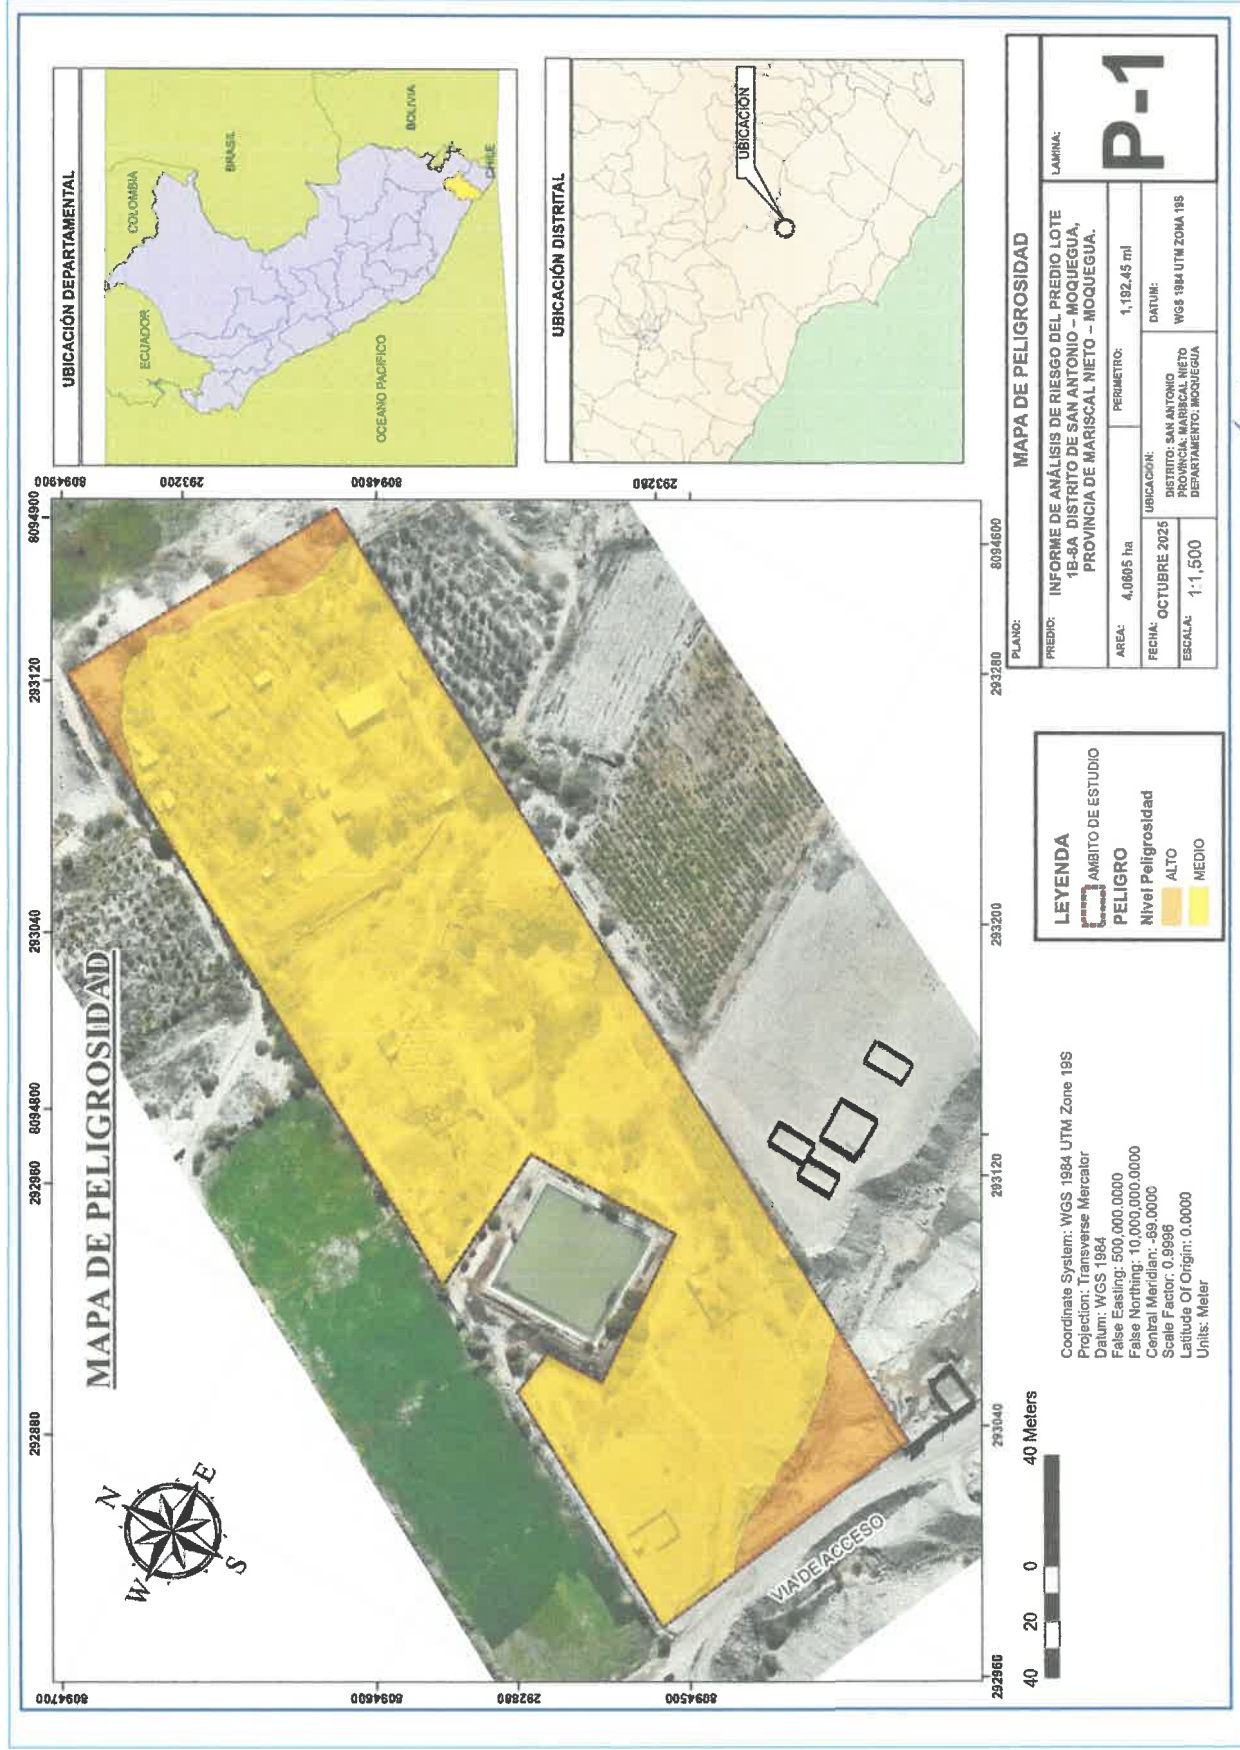 MAPA DE PELIGROSIDAD
N
E
S
W
292880
292960
8094800
293040
293120
8094900
8094900
293200
8094800
293280
8094700
8094600
292880
8094500
292960
293040
293120
293200
293280
8094600
VIA DE ACCESO
UBICACIÓN DEPARTAMENTAL
COLOMBIA
ECUADOR
BRASIL
BOLIVIA
CHILE
OCEANO PACIFICO
UBICACIÓN DISTRITAL
UBICACIÓN
40 20 0 40 Meters
Coordinate System: WGS 1984 UTM Zone 19S
Projection: Transverse Mercator
Datum: WGS 1984
False Easting: 500,000.0000
False Northing: 10,000,000.0000
Central Meridian: -69.0000
Scale Factor: 0.9996
Latitude Of Origin: 0.0000
Units: Meter
LEYENDA
AMBITO DE ESTUDIO
PELIGRO
Nivel Peligrosidad
ALTO
MEDIO
PLANO:
MAPA DE PELIGROSIDAD
PREDIO:
INFORME DE ANÁLISIS DE RIESGO DEL PREDIO LOTE
1B-8A DISTRITO DE SAN ANTONIO – MOQUEGUA,
PROVINCIA DE MARISCAL NIETO – MOQUEGUA.
LAMINA:
P-1
AREA:
4.0605 ha
PERIMETRO:
1,192.45 ml
FECHA:
OCTUBRE 2025
UBICACIÓN:
DISTRITO: SAN ANTONIO
PROVINCIA: MARISCAL NIETO
DEPARTAMENTO: MOQUEGUA
DATUM:
WGS 1984 UTM ZONA 19S
ESCALA:
1:1,500